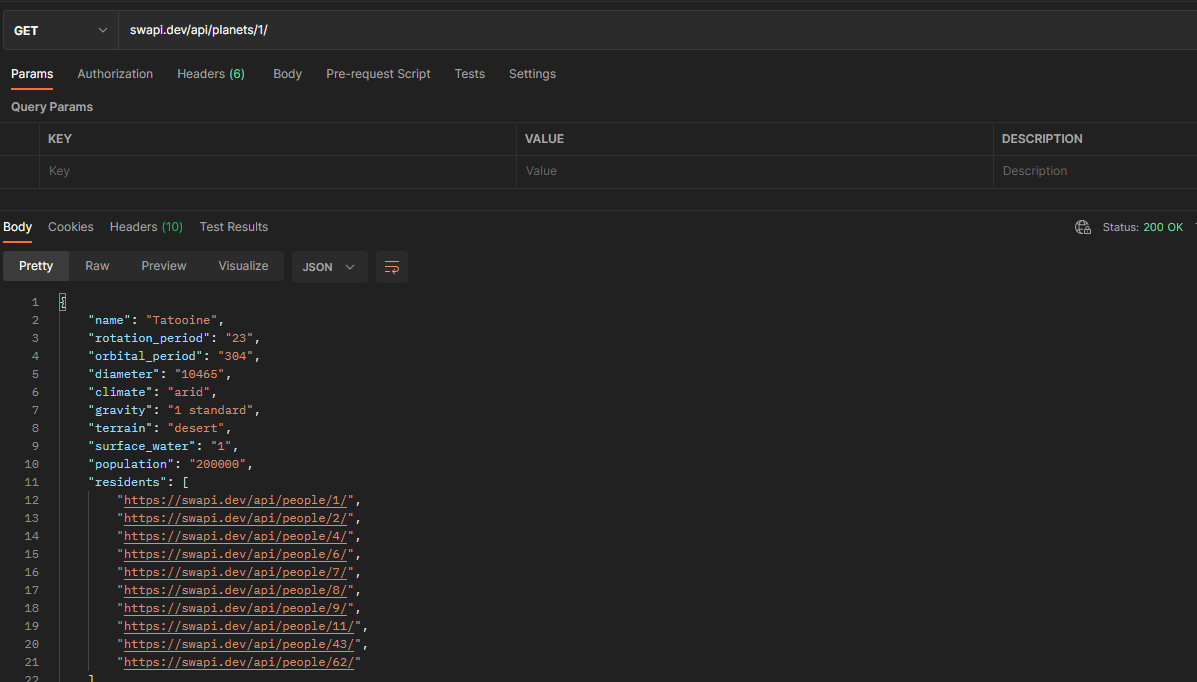 GET swapi.dev/api/planets/1/
Params Authorization Headers (6) Body Pre-request Script Tests Settings
Query Params
KEY VALUE DESCRIPTION
Key Value Description
Body Cookies Headers (10) Test Results Status: 200 OK
Pretty Raw Preview Visualize JSON
1 {
2 "name": "Tatooine",
3 "rotation_period": "23",
4 "orbital_period": "304",
5 "diameter": "10465",
6 "climate": "arid",
7 "gravity": "1 standard",
8 "terrain": "desert",
9 "surface_water": "1",
10 "population": "200000",
11 "residents": [
12 "https://swapi.dev/api/people/1/",
13 "https://swapi.dev/api/people/2/",
14 "https://swapi.dev/api/people/4/",
15 "https://swapi.dev/api/people/6/",
16 "https://swapi.dev/api/people/7/",
17 "https://swapi.dev/api/people/8/",
18 "https://swapi.dev/api/people/9/",
19 "https://swapi.dev/api/people/11/",
20 "https://swapi.dev/api/people/43/",
21 "https://swapi.dev/api/people/62/"
22 ]